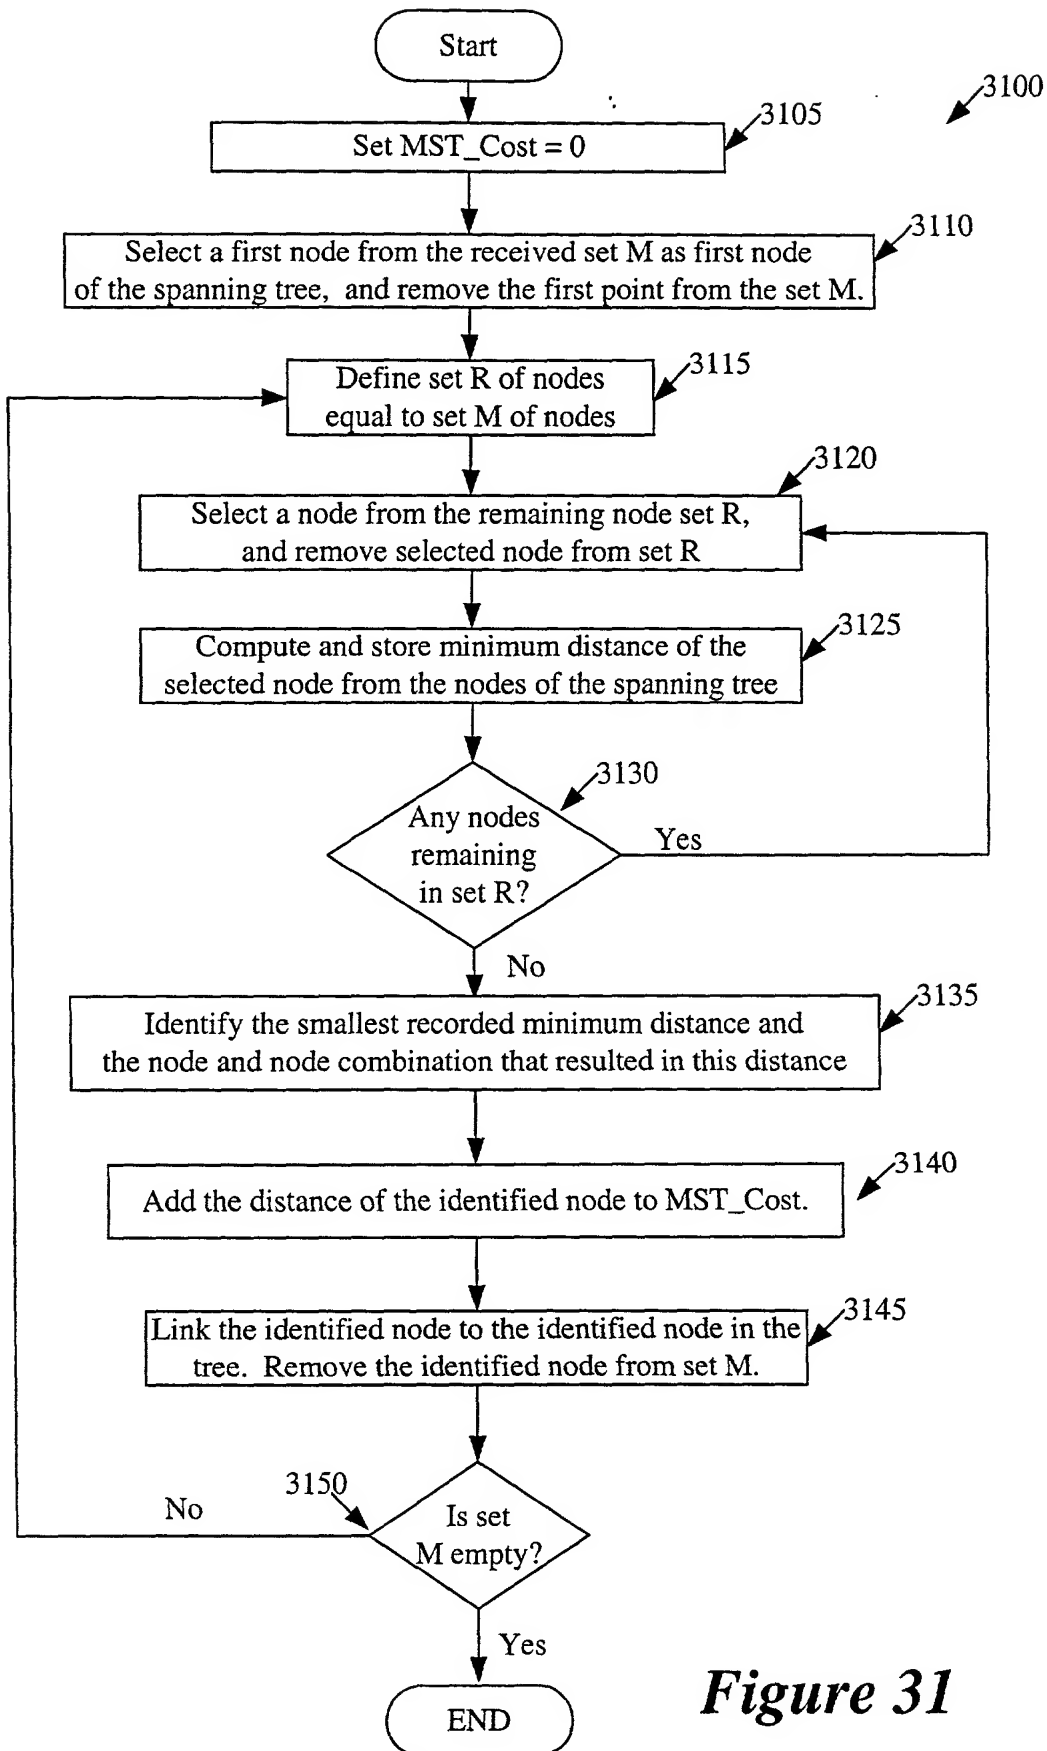 Start
3100
3105
Set MST_Cost = 0
3110
Select a first node from the received set M as first node
of the spanning tree, and remove the first point from the set M.
3115
Define set R of nodes
equal to set M of nodes
3120
Select a node from the remaining node set R,
and remove selected node from set R
3125
Compute and store minimum distance of the
selected node from the nodes of the spanning tree
3130
Any nodes
remaining
in set R?
Yes
No
3135
Identify the smallest recorded minimum distance and
the node and node combination that resulted in this distance
3140
Add the distance of the identified node to MST_Cost.
3145
Link the identified node to the identified node in the
tree. Remove the identified node from set M.
3150
No
Is set
M empty?
Yes
END
Figure 31